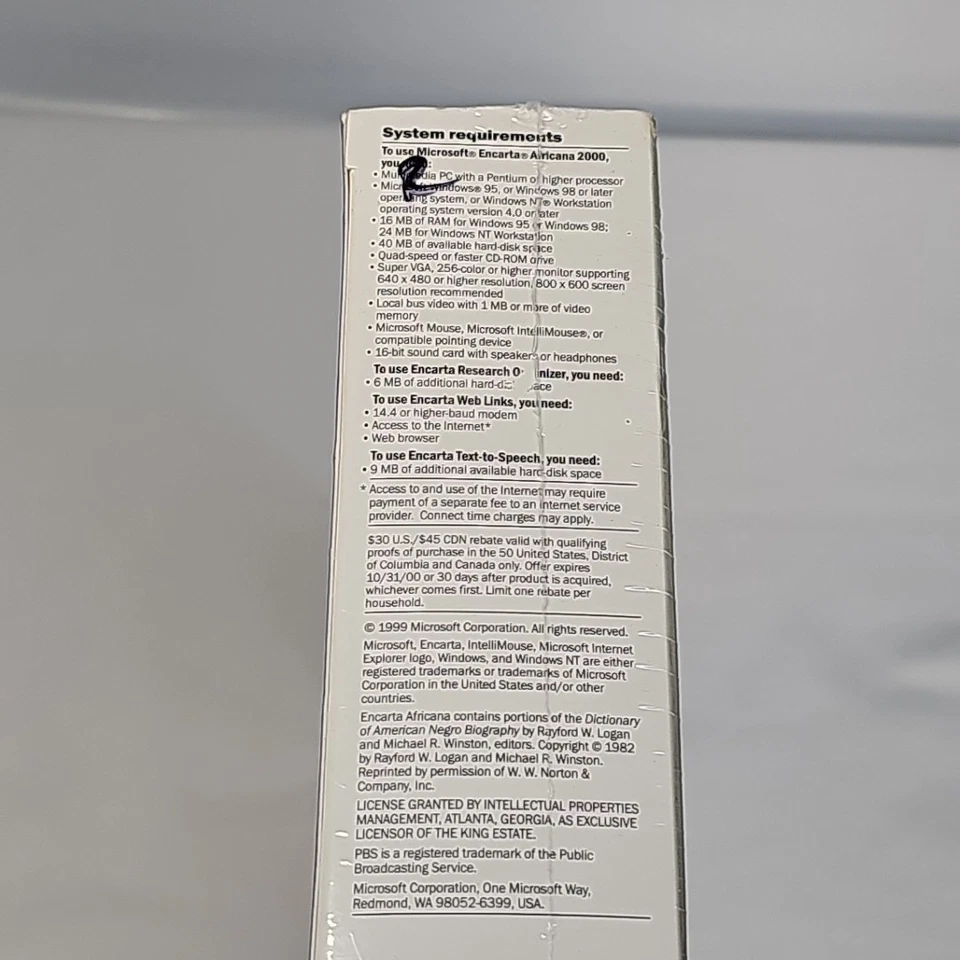 System requirements
To use Microsoft® Encarta® Africana 2000,
you
• Multimedia PC with a Pentium or higher processor
• Microsoft Windows® 95, or Windows 98 or later
operating system, or Windows NT® Workstation
operating system version 4.0 or later
• 16 MB of RAM for Windows 95 or Windows 98;
24 MB for Windows NT Workstation
• 40 MB of available hard-disk space
• Quad-speed or faster CD-ROM drive
• Super VGA, 256-color or higher monitor supporting
640 x 480 or higher resolution, 800 x 600 screen
resolution recommended
• Local bus video with 1 MB or more of video
memory
• Microsoft Mouse, Microsoft IntelliMouse®, or
compatible pointing device
• 16-bit sound card with speakers or headphones
To use Encarta Research Organizer, you need:
• 6 MB of additional hard-disk space
To use Encarta Web Links, you need:
• 14.4 or higher-baud modem
• Access to the Internet*
• Web browser
To use Encarta Text-to-Speech, you need:
• 9 MB of additional available hard-disk space
* Access to and use of the Internet may require
payment of a separate fee to an Internet service
provider. Connect time charges may apply.
$30 U.S./$45 CDN rebate valid with qualifying
proofs of purchase in the 50 United States, District
of Columbia and Canada only. Offer expires
10/31/00 or 30 days after product is acquired,
whichever comes first. Limit one rebate per
household.
© 1999 Microsoft Corporation. All rights reserved.
Microsoft, Encarta, IntelliMouse, Microsoft Internet
Explorer logo, Windows, and Windows NT are either
registered trademarks or trademarks of Microsoft
Corporation in the United States and/or other
countries.
Encarta Africana contains portions of the Dictionary
of American Negro Biography by Rayford W. Logan
and Michael R. Winston, editors. Copyright © 1982
by Rayford W. Logan and Michael R. Winston.
Reprinted by permission of W. W. Norton &
Company, Inc.
LICENSE GRANTED BY INTELLECTUAL PROPERTIES
MANAGEMENT, ATLANTA, GEORGIA, AS EXCLUSIVE
LICENSOR OF THE KING ESTATE.
PBS is a registered trademark of the Public
Broadcasting Service.
Microsoft Corporation, One Microsoft Way,
Redmond, WA 98052-6399, USA.